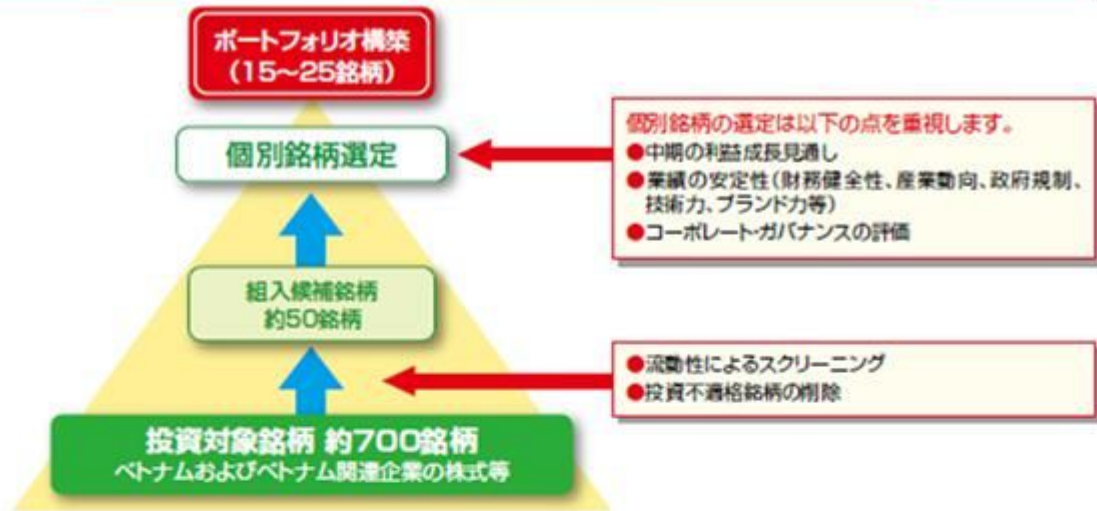 ポートフォリオ構築
(15～25銘柄)
個別銘柄選定
個別銘柄の選定は以下の点を重視します。
●中期の利益成長見通し
●業績の安定性(財務健全性、産業動向、政府規制、
技術力、ブランド力等)
●コーポレート・ガバナンスの評価
組入候補銘柄
約50銘柄
●流動性によるスクリーニング
●投資不適格銘柄の削除
投資対象銘柄 約700銘柄
ベトナムおよびベトナム関連企業の株式等